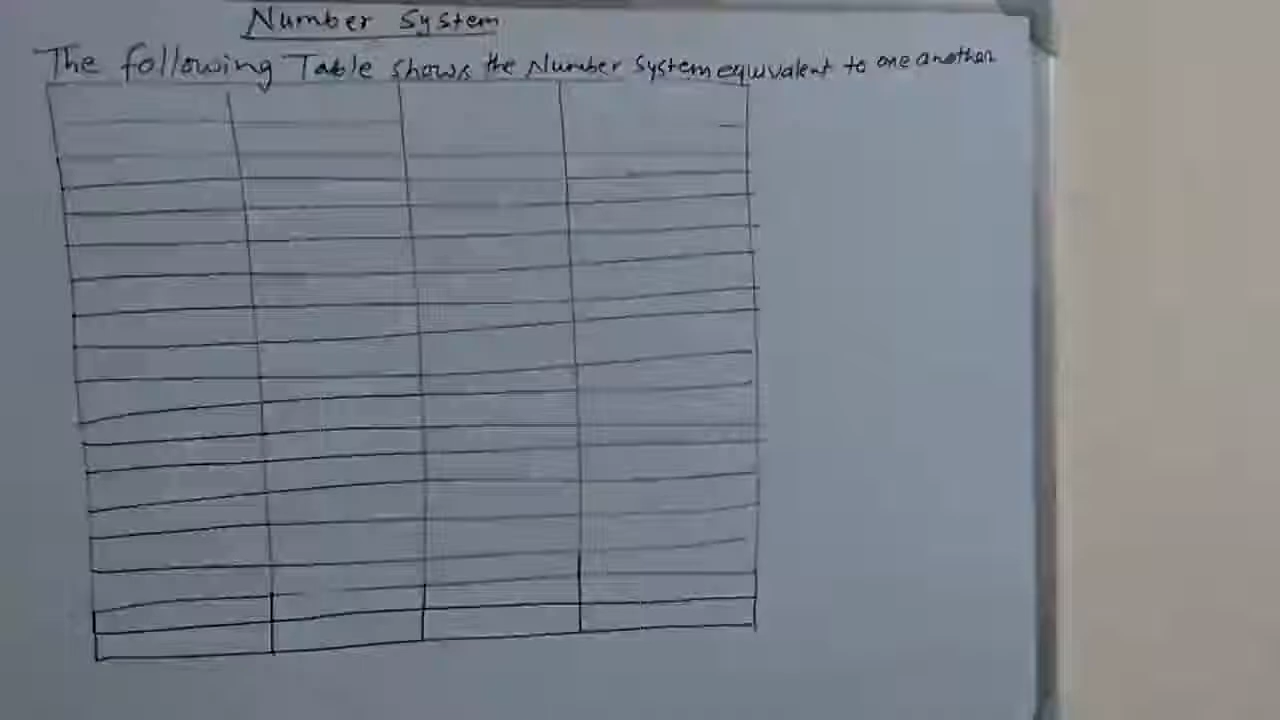 Number System
The following Table shows the Number System equivalent to one another